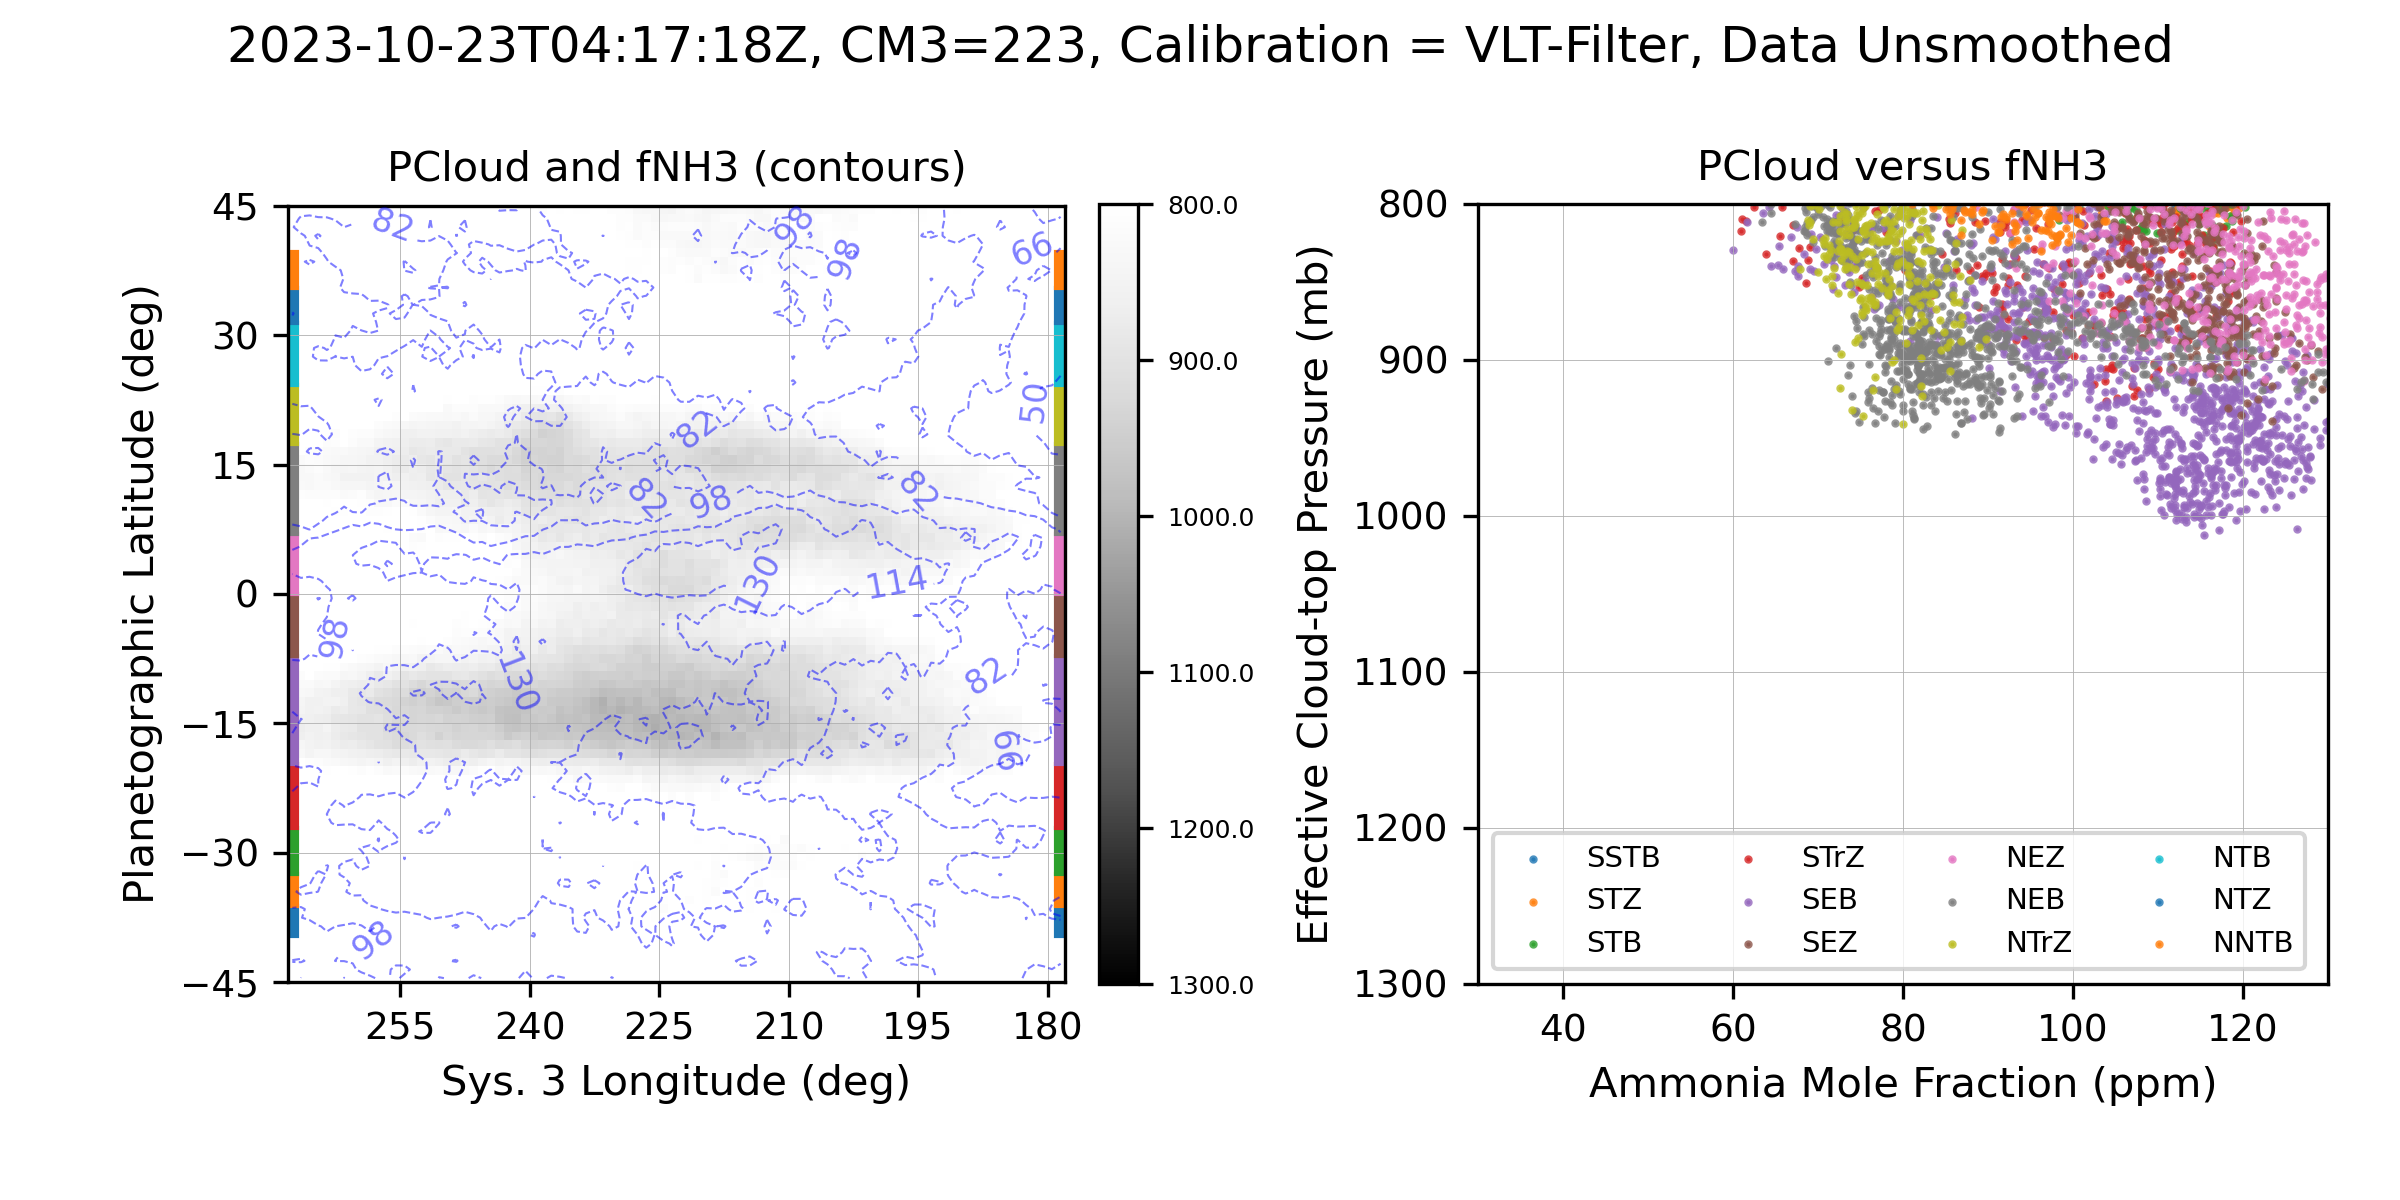 2023-10-23T04:17:18Z, CM3=223, Calibration = VLT-Filter, Data Unsmoothed
PCloud and fNH3 (contours)
Planetographic Latitude (deg)
45
30
15
0
−15
−30
−45
255 240 225 210 195 180
Sys. 3 Longitude (deg)
82
98
98
66
50
82
82
98
82
130
114
98
130
82
66
98
800.0
900.0
1000.0
1100.0
1200.0
1300.0
PCloud versus fNH3
Effective Cloud-top Pressure (mb)
800
900
1000
1100
1200
1300
SSTB STrZ NEZ NTB
STZ SEB NEB NTZ
STB SEZ NTrZ NNTB
40 60 80 100 120
Ammonia Mole Fraction (ppm)